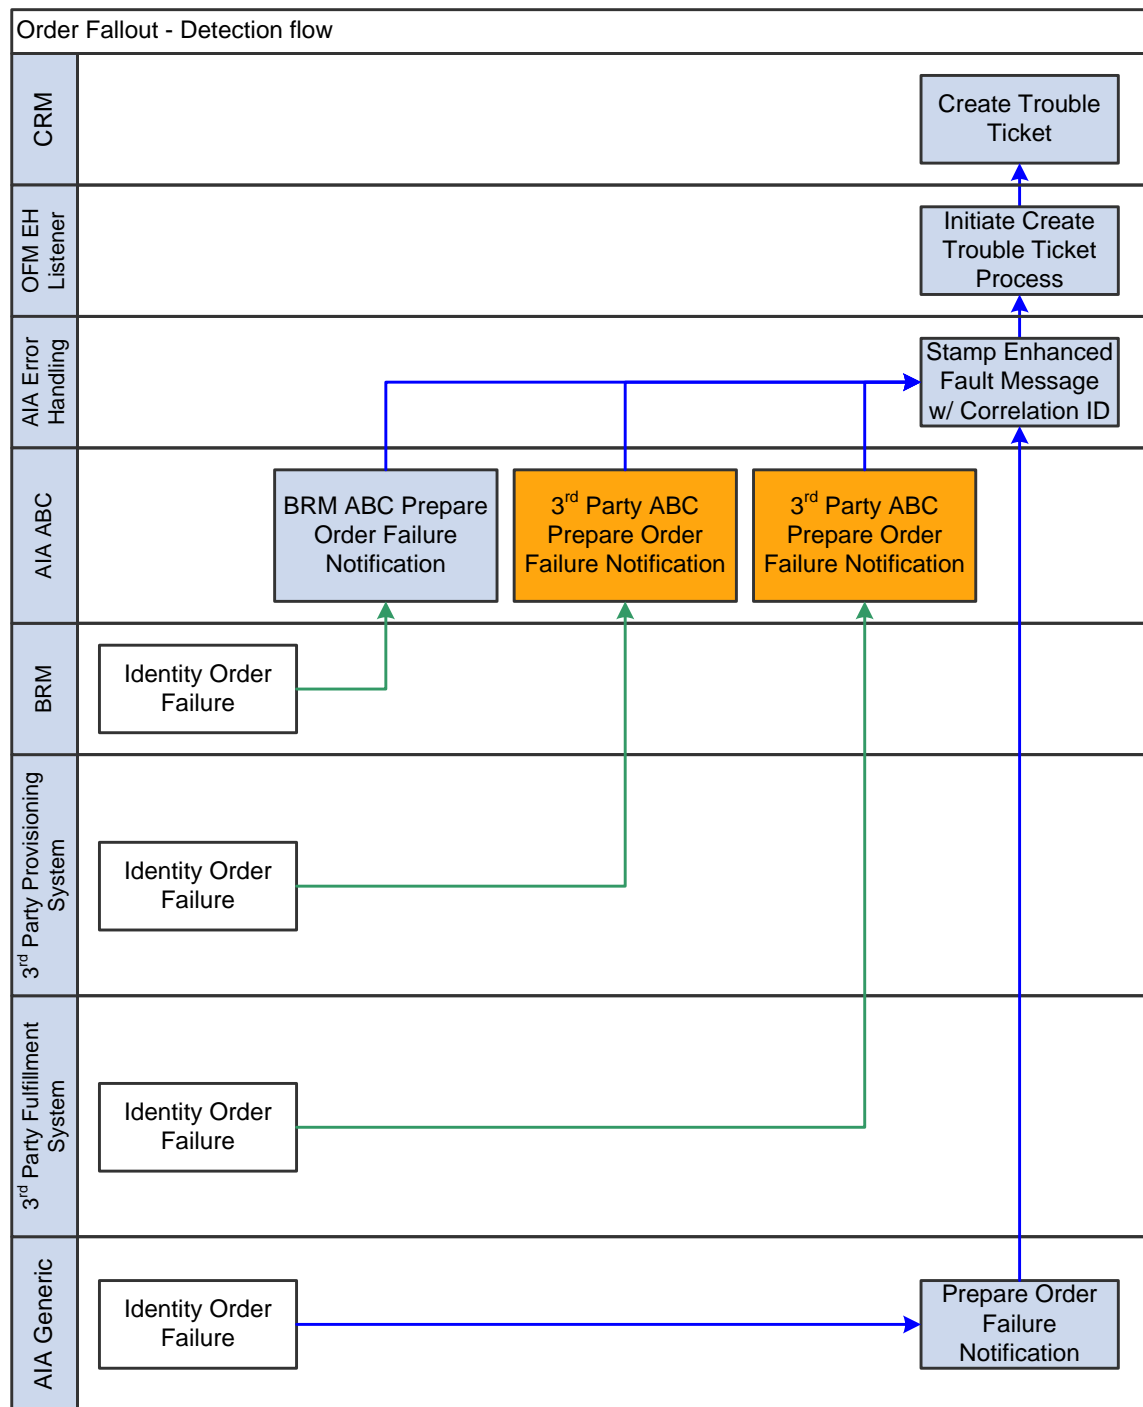 Order Fallout - Detection flow
CRM
Create Trouble
Ticket
OFM EH
Listener
Initiate Create
Trouble Ticket
Process
AIA Error
Handling
Stamp Enhanced
Fault Message
w/ Correlation ID
AIA ABC
BRM ABC Prepare
Order Failure
Notification
3rd Party ABC
Prepare Order
Failure Notification
3rd Party ABC
Prepare Order
Failure Notification
BRM
Identity Order
Failure
3rd Party Provisioning
System
Identity Order
Failure
3rd Party Fulfillment
System
Identity Order
Failure
AIA Generic
Identity Order
Failure
Prepare Order
Failure
Notification